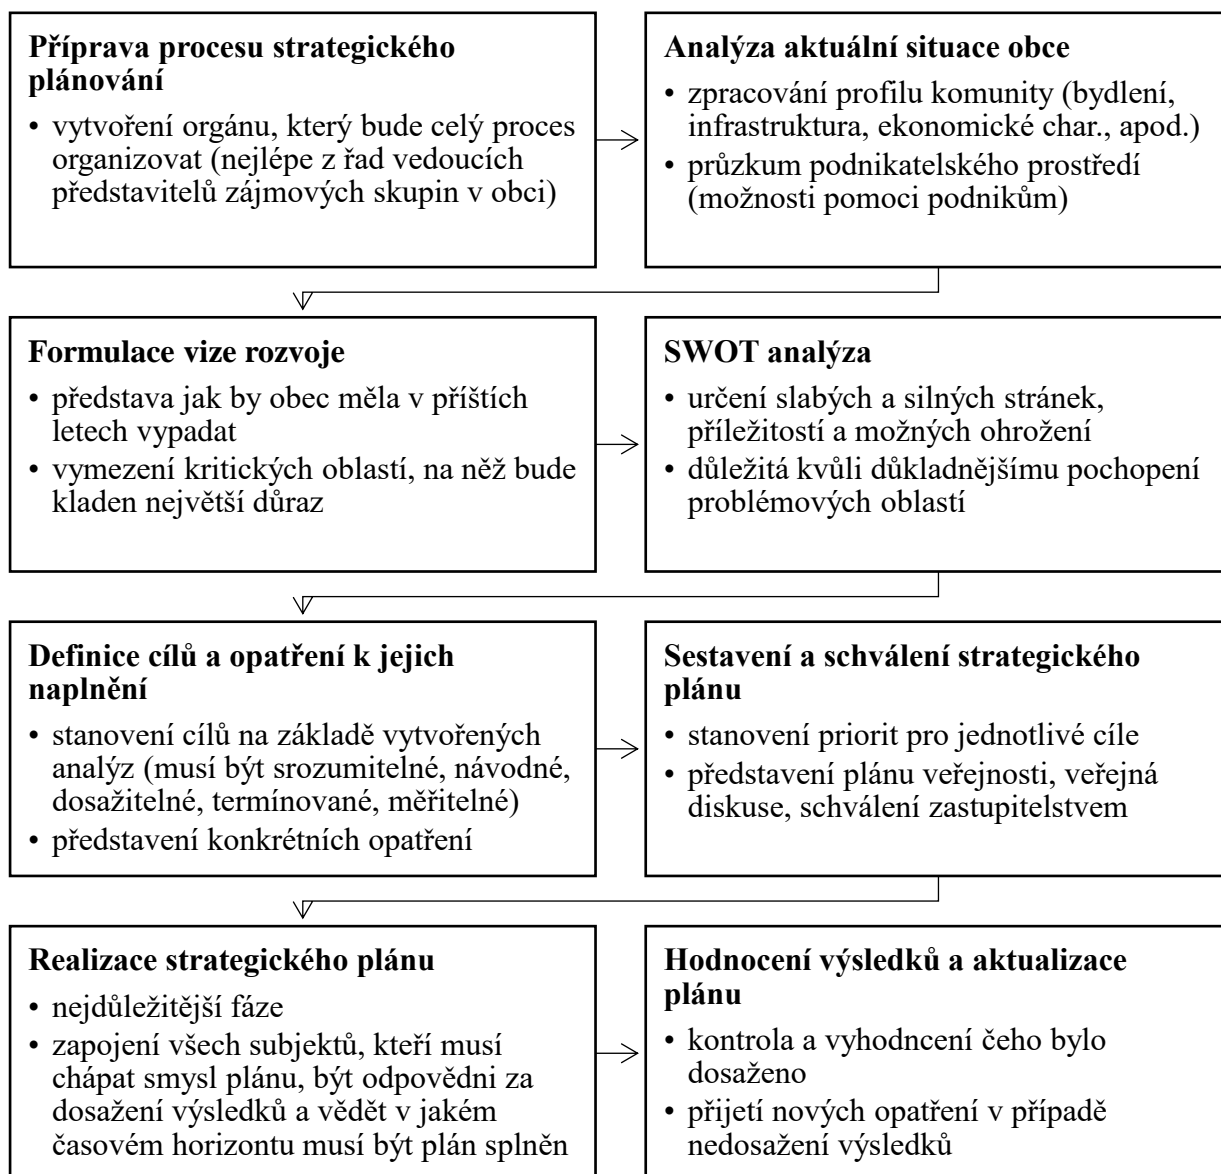 Příprava procesu strategického
plánování
• vytvoření orgánu, který bude celý proces
organizovat (nejlépe z řad vedoucích
představitelů zájmových skupin v obci)
Analýza aktuální situace obce
• zpracování profilu komunity (bydlení,
infrastruktura, ekonomické char., apod.)
• průzkum podnikatelského prostředí
(možnosti pomoci podnikům)
Formulace vize rozvoje
• představa jak by obec měla v příštích
letech vypadat
• vymezení kritických oblastí, na něž bude
kladen největší důraz
SWOT analýza
• určení slabých a silných stránek,
příležitostí a možných ohrožení
• důležitá kvůli důkladnějšímu pochopení
problémových oblastí
Definice cílů a opatření k jejich
naplnění
• stanovení cílů na základě vytvořených
analýz (musí být srozumitelné, návodné,
dosažitelné, termínované, měřitelné)
• představení konkrétních opatření
Sestavení a schválení strategického
plánu
• stanovení priorit pro jednotlivé cíle
• představení plánu veřejnosti, veřejná
diskuse, schválení zastupitelstvem
Realizace strategického plánu
• nejdůležitější fáze
• zapojení všech subjektů, kteří musí
chápat smysl plánu, být odpovědni za
dosažení výsledků a vědět v jakém
časovém horizontu musí být plán splněn
Hodnocení výsledků a aktualizace
plánu
• kontrola a vyhodncení čeho bylo
dosaženo
• přijetí nových opatření v případě
nedosažení výsledků